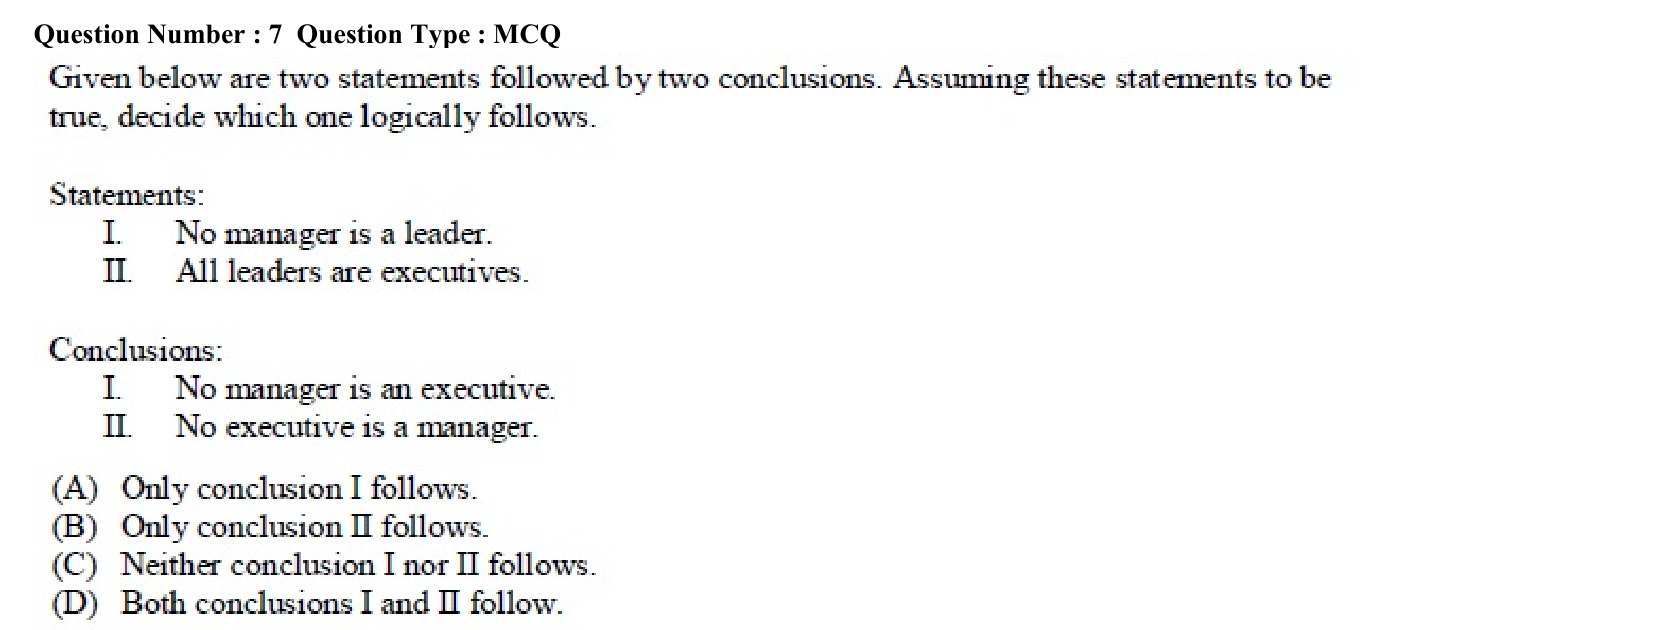 Question Number : 7 Question Type : MCQ
Given below are two statements followed by two conclusions. Assuming these statements to be
true, decide which one logically follows.
Statements:
I. No manager is a leader.
II. All leaders are executives.
Conclusions:
I. No manager is an executive.
II. No executive is a manager.
(A) Only conclusion I follows.
(B) Only conclusion II follows.
(C) Neither conclusion I nor II follows.
(D) Both conclusions I and II follow.